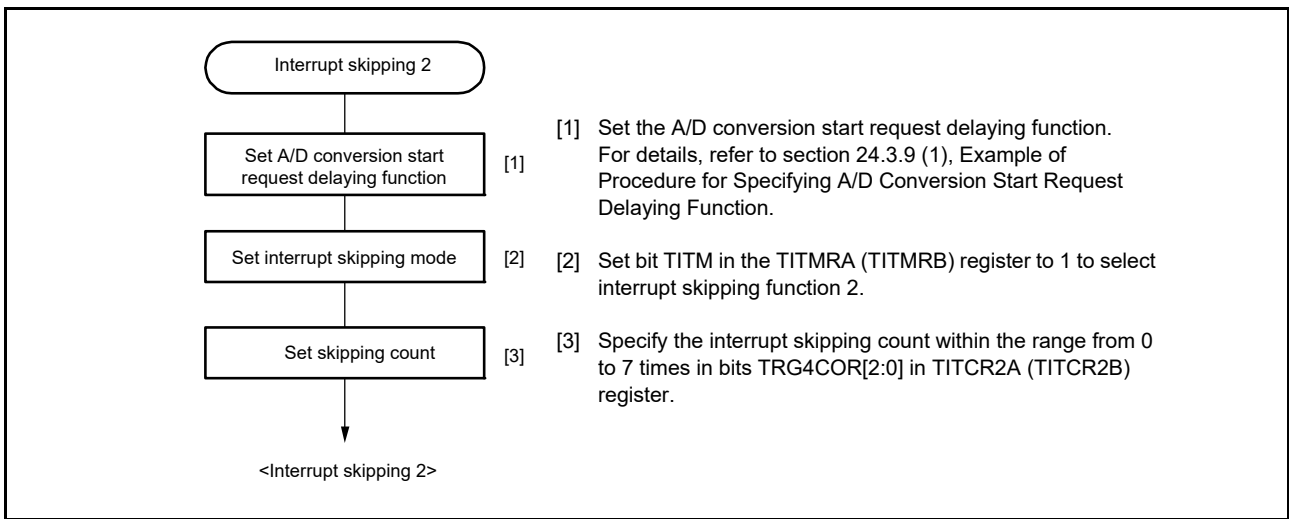 Interrupt skipping 2
Set A/D conversion start
request delaying function
[1]
[1] Set the A/D conversion start request delaying function.
For details, refer to section 24.3.9 (1), Example of
Procedure for Specifying A/D Conversion Start Request
Delaying Function.
Set interrupt skipping mode
[2]
[2] Set bit TITM in the TITMRA (TITMRB) register to 1 to select
interrupt skipping function 2.
Set skipping count
[3]
[3] Specify the interrupt skipping count within the range from 0
to 7 times in bits TRG4COR[2:0] in TITCR2A (TITCR2B)
register.
<Interrupt skipping 2>